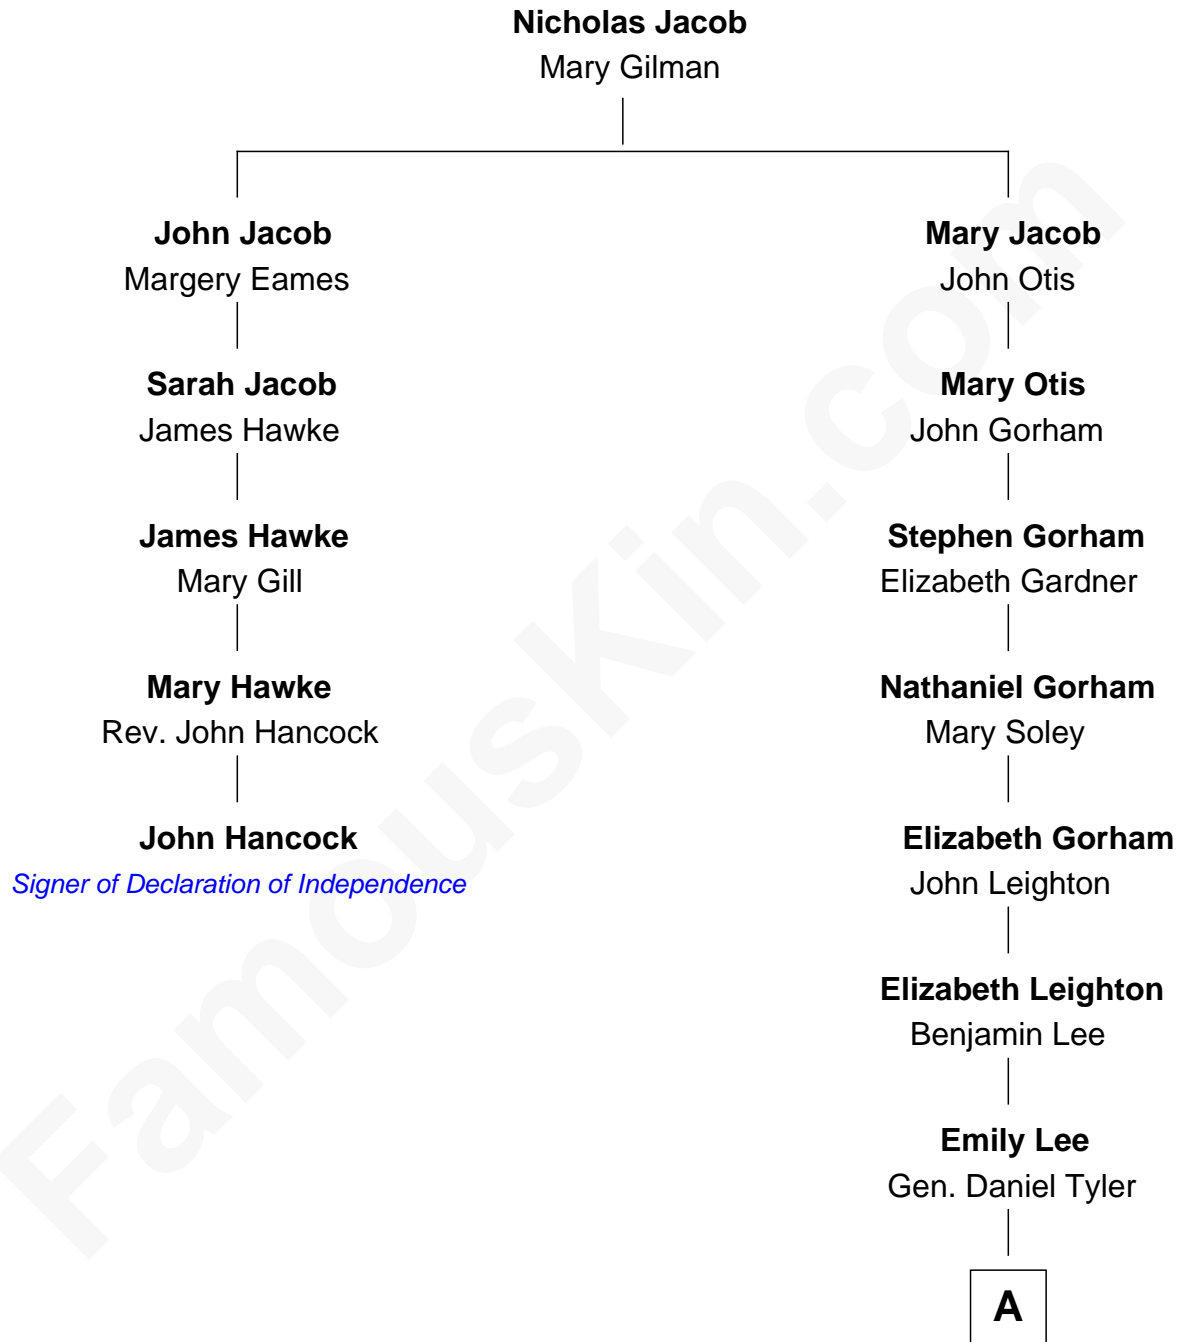 Nicholas Jacob
Mary Gilman
John Jacob
Margery Eames
Mary Jacob
John Otis
Sarah Jacob
James Hawke
Mary Otis
John Gorham
James Hawke
Mary Gill
Stephen Gorham
Elizabeth Gardner
Mary Hawke
Rev. John Hancock
Nathaniel Gorham
Mary Soley
John Hancock
Signer of Declaration of Independence
Elizabeth Gorham
John Leighton
Elizabeth Leighton
Benjamin Lee
Emily Lee
Gen. Daniel Tyler
A
FamousKin.com